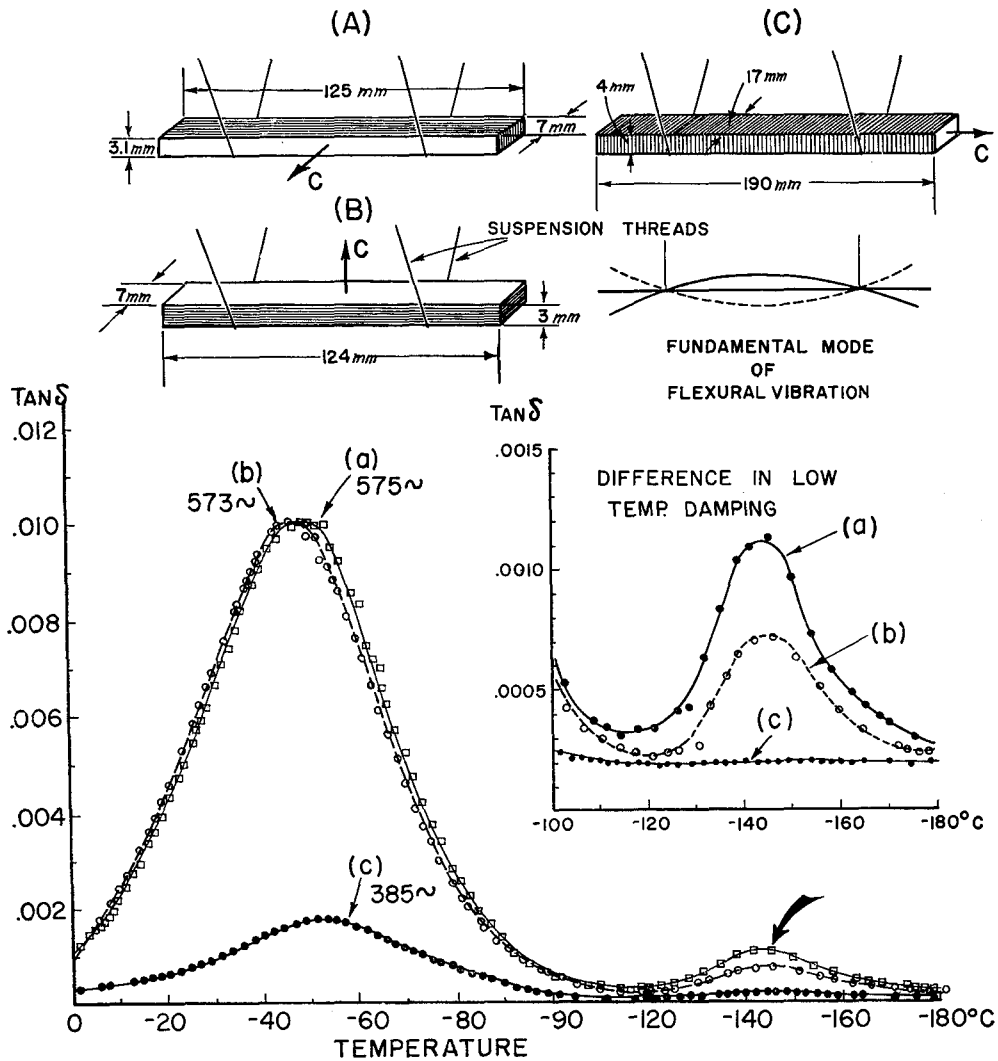 (A)
(C)
125 mm
7 mm
3.1 mm
C
4 mm
17 mm
C
190 mm
(B)
C
SUSPENSION THREADS
7 mm
3 mm
124 mm
FUNDAMENTAL MODE
OF
FLEXURAL VIBRATION
TAN δ
.012
.010
.008
.006
.004
.002
(b)
573~
(a)
575~
(c)
385~
0 -20 -40 -60 -80 -100 -120 -140 -160 -180°C
TEMPERATURE
TAN δ
.0015
.0010
.0005
DIFFERENCE IN LOW
TEMP. DAMPING
(a)
(b)
(c)
-100 -120 -140 -160 -180°C